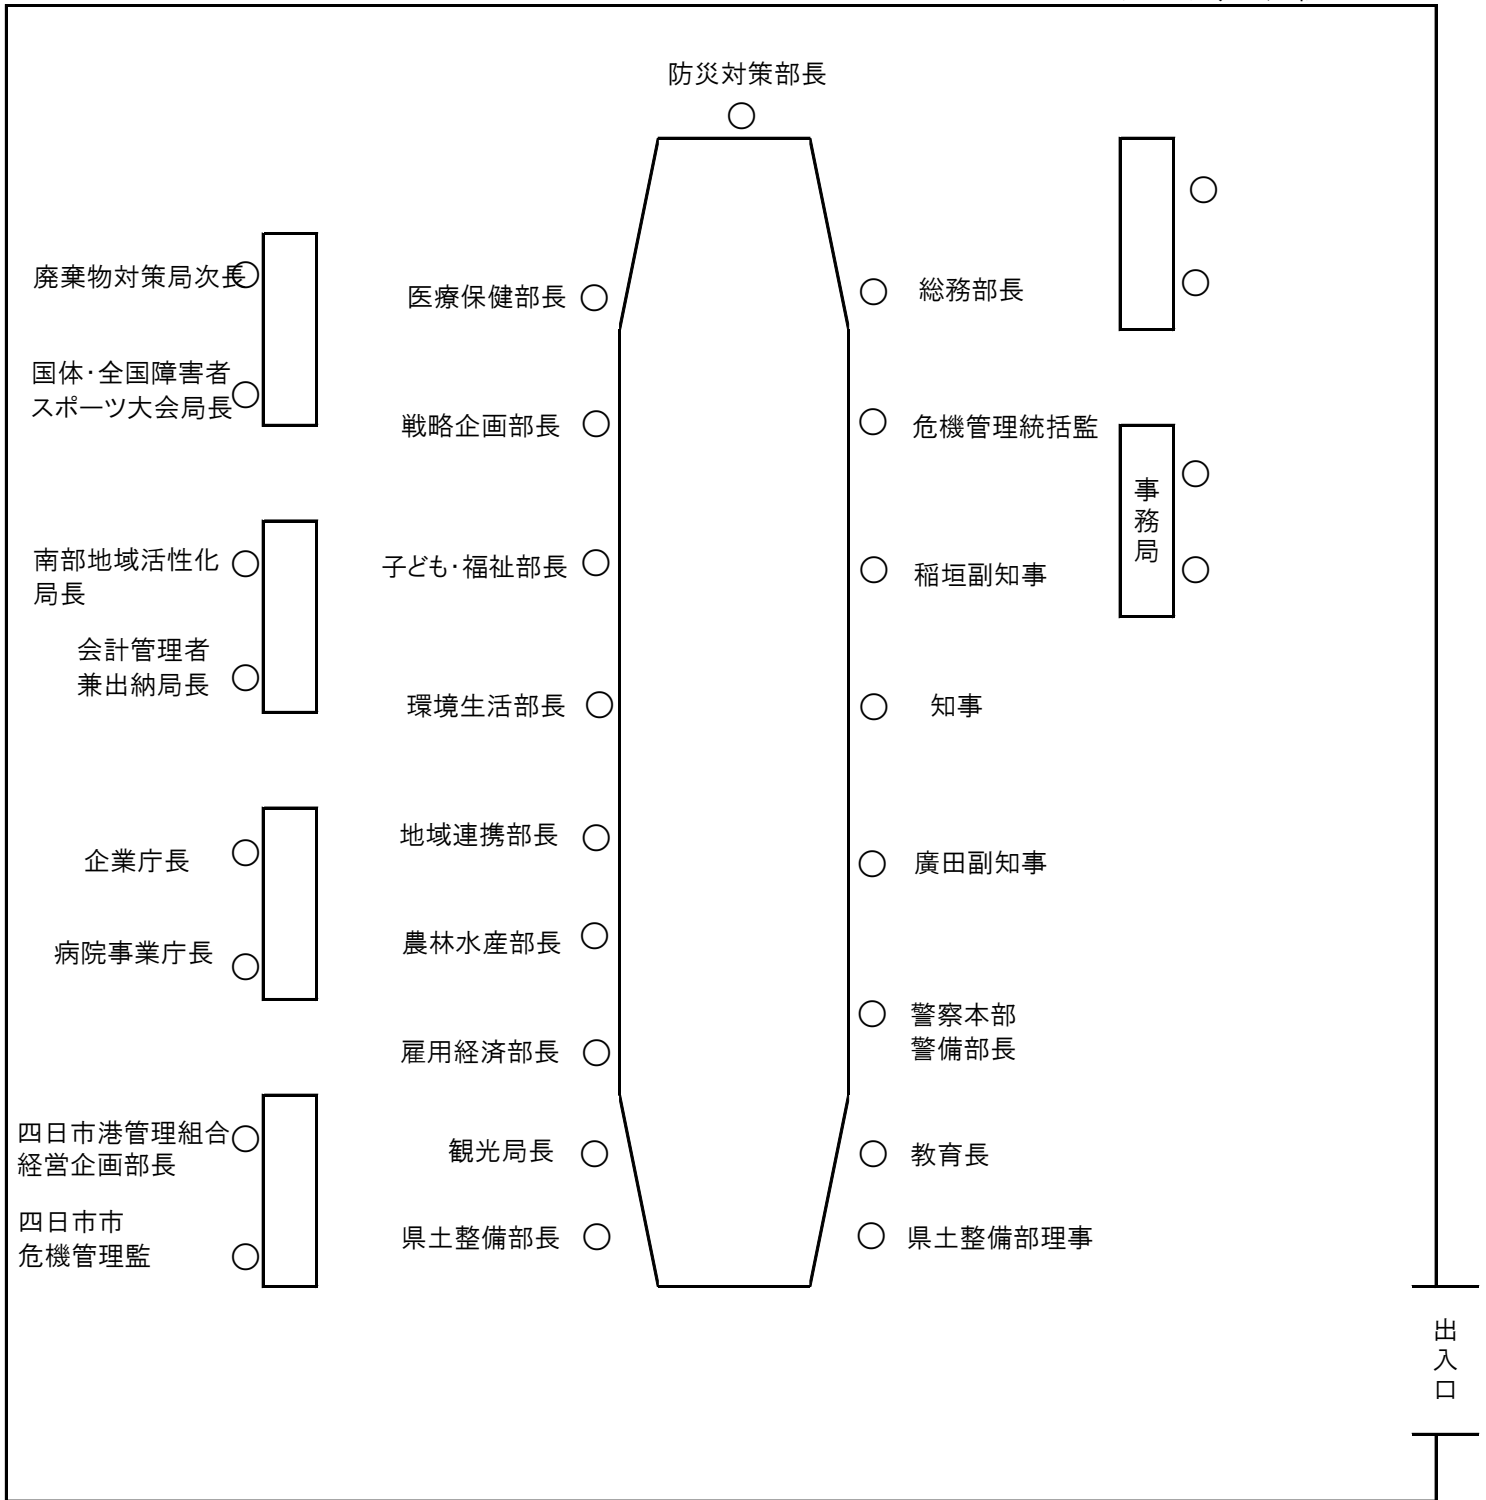 防災対策部長
廃棄物対策局次長
国体・全国障害者
スポーツ大会局長
南部地域活性化
局長
会計管理者
兼出納局長
企業庁長
病院事業庁長
四日市港管理組合
経営企画部長
四日市市
危機管理監
医療保健部長
戦略企画部長
子ども・福祉部長
環境生活部長
地域連携部長
農林水産部長
雇用経済部長
観光局長
県土整備部長
総務部長
危機管理統括監
稲垣副知事
知事
廣田副知事
警察本部
警備部長
教育長
県土整備部理事
事務局
出入口